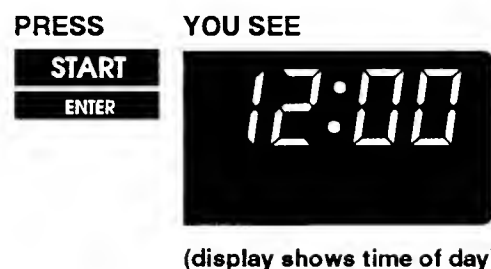 PRESS
YOU SEE
START
ENTER
12:00
(display shows time of day)